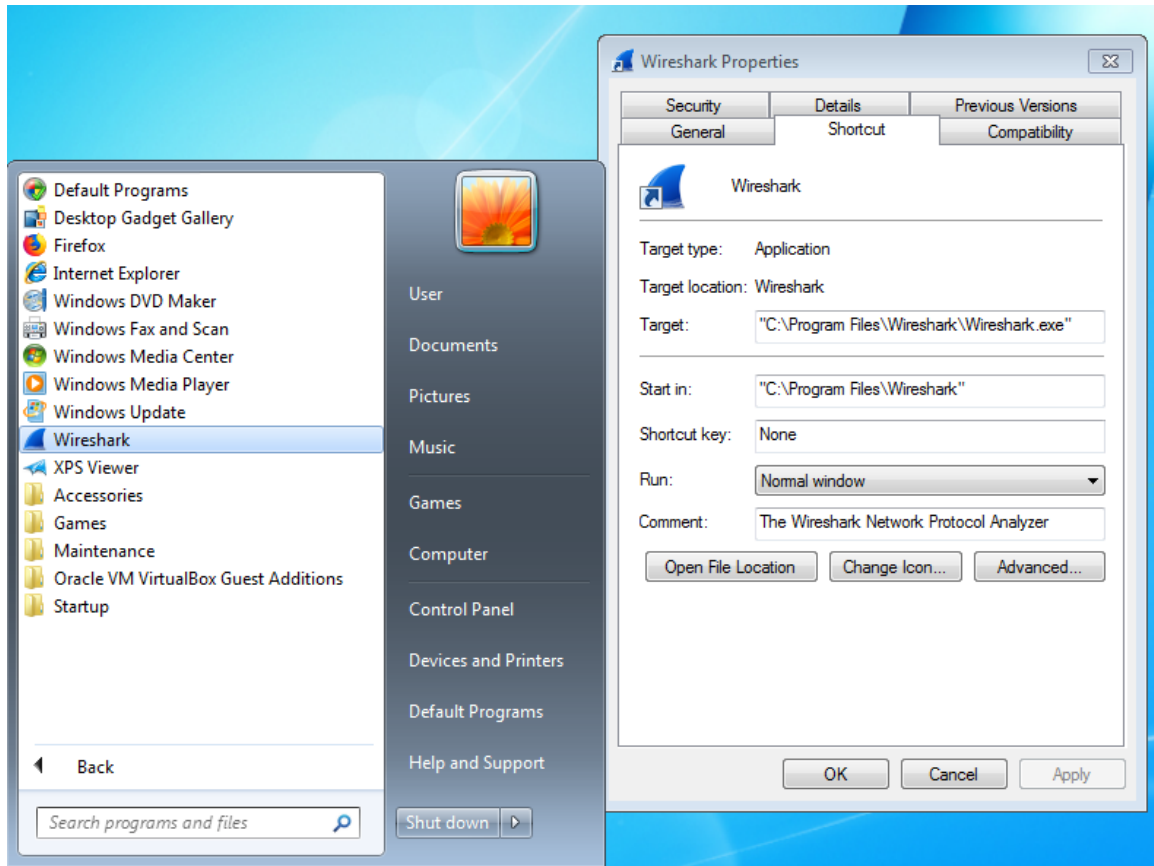 Default Programs
Desktop Gadget Gallery
Firefox
Internet Explorer
Windows DVD Maker
Windows Fax and Scan
Windows Media Center
Windows Media Player
Windows Update
Wireshark
XPS Viewer
Accessories
Games
Maintenance
Oracle VM VirtualBox Guest Additions
Startup
Back
Search programs and files
User
Documents
Pictures
Music
Games
Computer
Control Panel
Devices and Printers
Default Programs
Help and Support
Shut down
Wireshark Properties
Security Details Previous Versions
General Shortcut Compatibility
Wireshark
Target type: Application
Target location: Wireshark
Target: "C:\Program Files\Wireshark\Wireshark.exe"
Start in: "C:\Program Files\Wireshark"
Shortcut key: None
Run: Normal window
Comment: The Wireshark Network Protocol Analyzer
Open File Location Change Icon... Advanced...
OK Cancel Apply